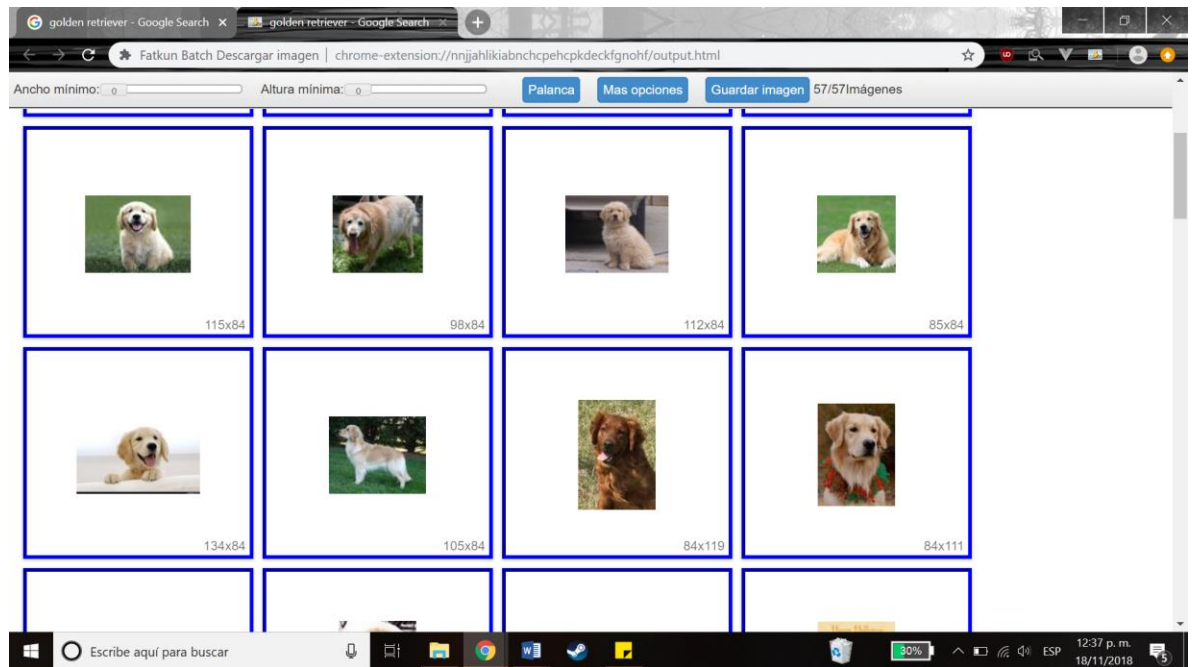 golden retriever - Google Search
golden retriever - Google Search
Fatkun Batch Descargar imagen | chrome-extension://nnjjahlikiabnchcpehcpkdeckfgnohf/output.html
Ancho mínimo: 0 Altura mínima: 0 Palanca Mas opciones Guardar imagen 57/57Imágenes
115x84 98x84 112x84 85x84
134x84 105x84 84x119 84x111
Escribe aquí para buscar 30% ESP 12:37 p. m.
18/11/2018 5